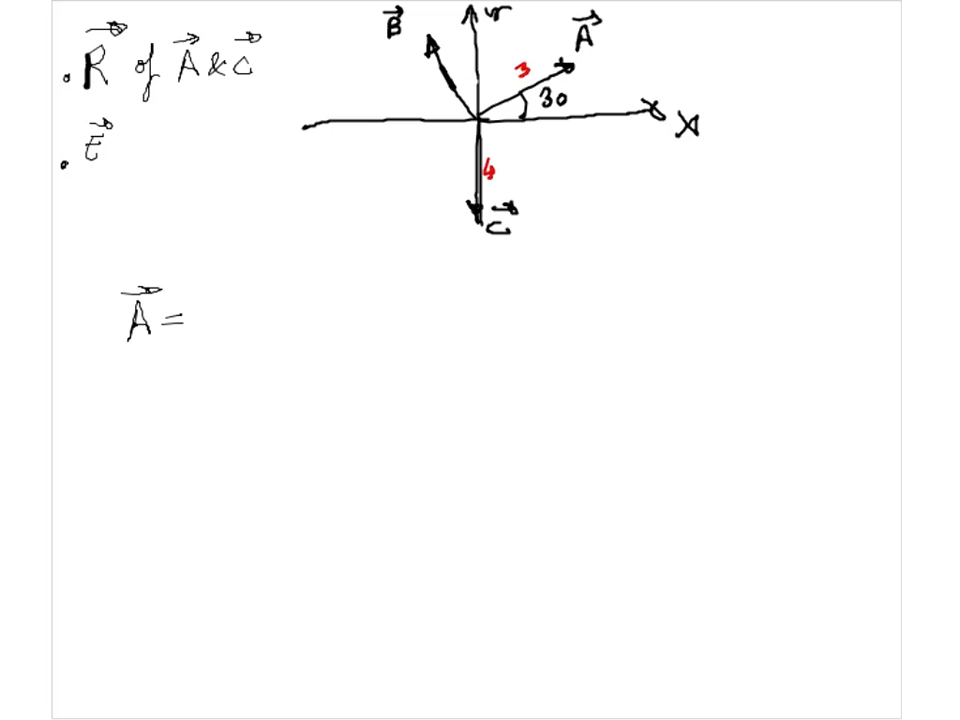 . R⃗ of A⃗ & C⃗
. E⃗
B⃗
y
A⃗
3
30
X
4
C⃗
A⃗ =